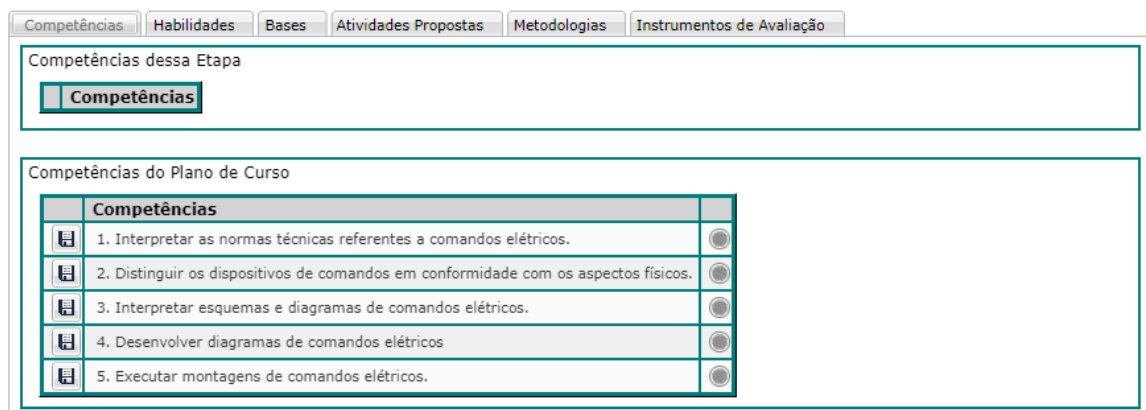 Competências Habilidades Bases Atividades Propostas Metodologias Instrumentos de Avaliação
Competências dessa Etapa
Competências
Competências do Plano de Curso
Competências
1. Interpretar as normas técnicas referentes a comandos elétricos.
2. Distinguir os dispositivos de comandos em conformidade com os aspectos físicos.
3. Interpretar esquemas e diagramas de comandos elétricos.
4. Desenvolver diagramas de comandos elétricos
5. Executar montagens de comandos elétricos.